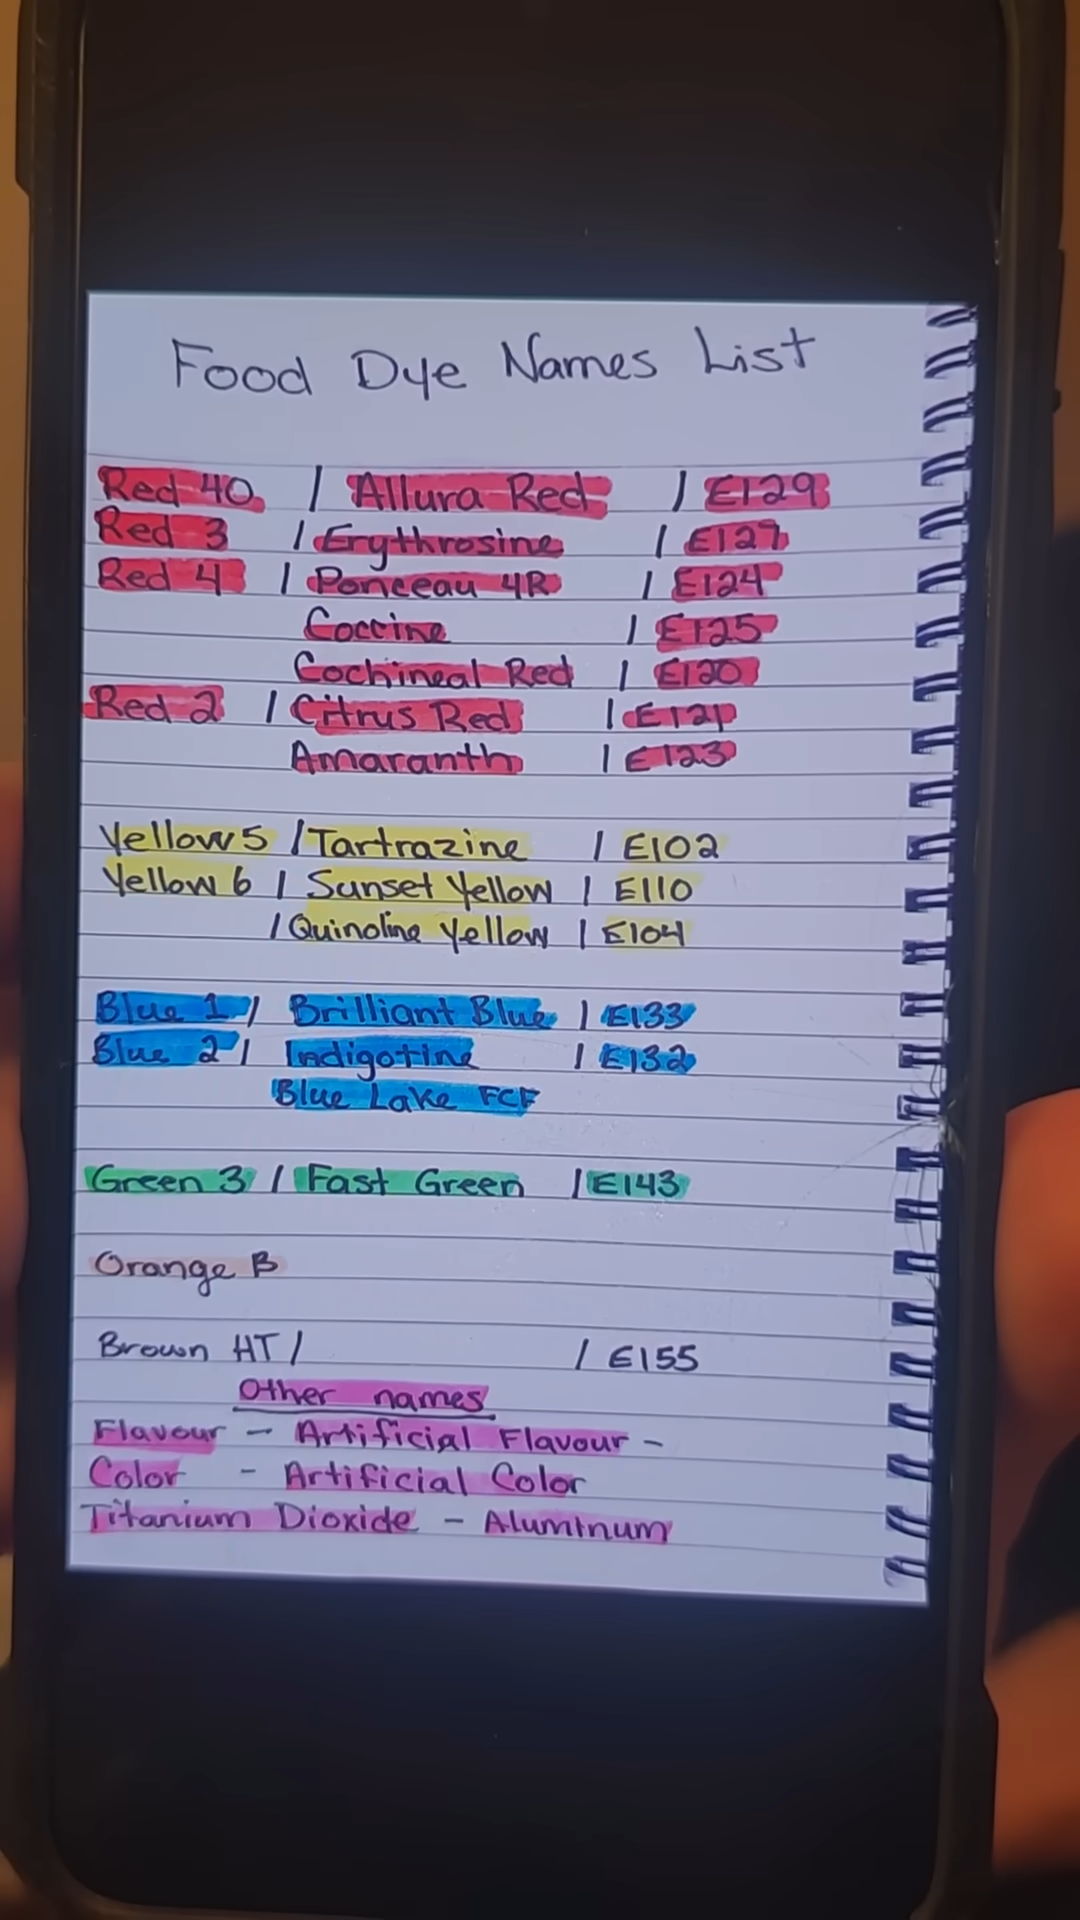 Food Dye Names List
Red 40 / Allura Red / E129
Red 3 / Erythrosine / E127
Red 4 / Ponceau 4R / E124
Coccine / E125
Cochineal Red / E120
Red 2 / Citrus Red / E121
Amaranth / E123
Yellow 5 / Tartrazine / E102
Yellow 6 / Sunset Yellow / E110
/ Quinoline Yellow / E104
Blue 1 / Brilliant Blue / E133
Blue 2 / Indigotine / E132
Blue Lake FCF
Green 3 / Fast Green / E143
Orange B
Brown HT / / E155
Other names
Flavour - Artificial Flavour -
Color - Artificial Color
Titanium Dioxide - Aluminum